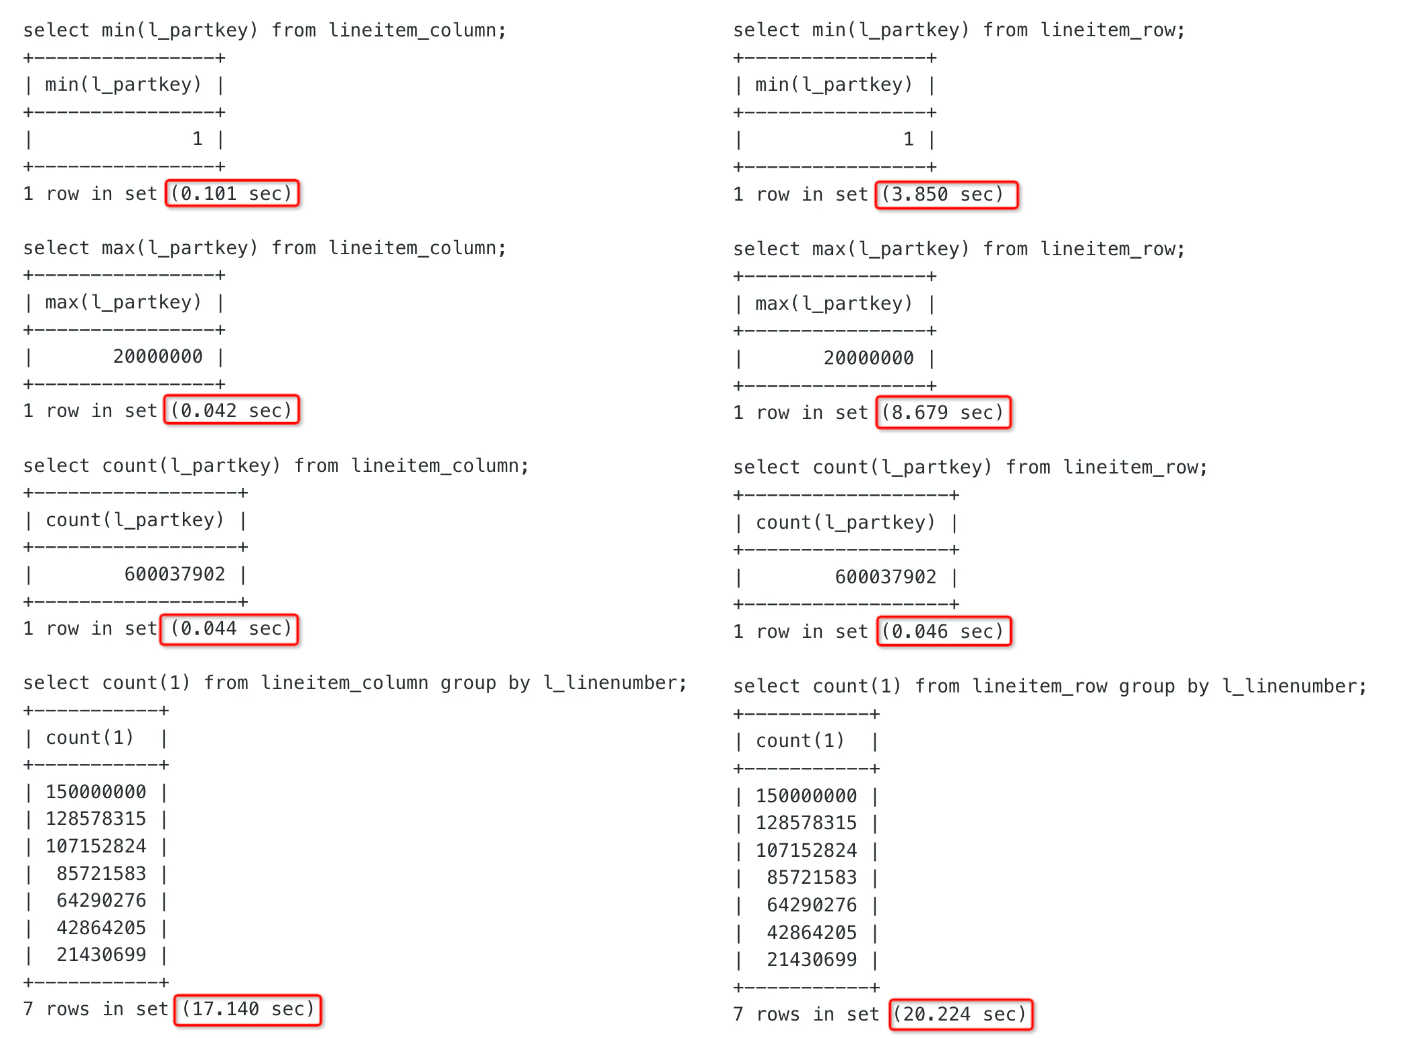 select min(l_partkey) from lineitem_column;
+----------------+
| min(l_partkey) |
+----------------+
|              1 |
+----------------+
1 row in set (0.101 sec)
select max(l_partkey) from lineitem_column;
+----------------+
| max(l_partkey) |
+----------------+
|       20000000 |
+----------------+
1 row in set (0.042 sec)
select count(l_partkey) from lineitem_column;
+------------------+
| count(l_partkey) |
+------------------+
|        600037902 |
+------------------+
1 row in set (0.044 sec)
select count(1) from lineitem_column group by l_linenumber;
+-----------+
| count(1)  |
+-----------+
| 150000000 |
| 128578315 |
| 107152824 |
|  85721583 |
|  64290276 |
|  42864205 |
|  21430699 |
+-----------+
7 rows in set (17.140 sec)
select min(l_partkey) from lineitem_row;
+----------------+
| min(l_partkey) |
+----------------+
|              1 |
+----------------+
1 row in set (3.850 sec)
select max(l_partkey) from lineitem_row;
+----------------+
| max(l_partkey) |
+----------------+
|       20000000 |
+----------------+
1 row in set (8.679 sec)
select count(l_partkey) from lineitem_row;
+------------------+
| count(l_partkey) |
+------------------+
|        600037902 |
+------------------+
1 row in set (0.046 sec)
select count(1) from lineitem_row group by l_linenumber;
+-----------+
| count(1)  |
+-----------+
| 150000000 |
| 128578315 |
| 107152824 |
|  85721583 |
|  64290276 |
|  42864205 |
|  21430699 |
+-----------+
7 rows in set (20.224 sec)